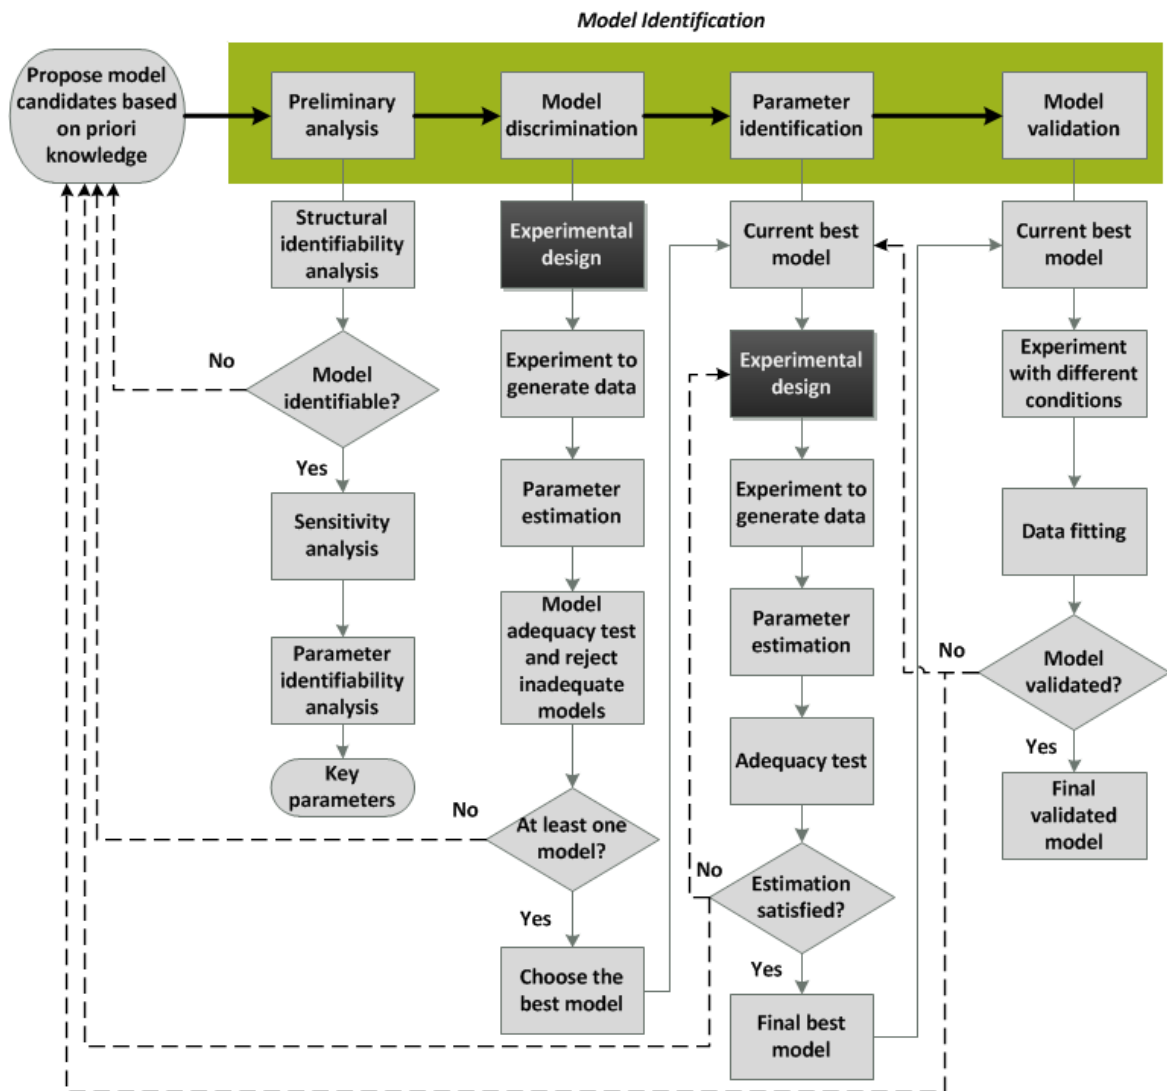 Model Identification
Propose model
candidates based
on priori
knowledge
Preliminary
analysis
Model
discrimination
Parameter
identification
Model
validation
Structural
identifiability
analysis
No
Model
identifiable?
Yes
Sensitivity
analysis
Parameter
identifiability
analysis
Key
parameters
Experimental
design
Experiment to
generate data
Parameter
estimation
Model
adequacy test
and reject
inadequate
models
No
At least one
model?
Yes
Choose the
best model
Current best
model
Experimental
design
Experiment to
generate data
Parameter
estimation
Adequacy test
No
Estimation
satisfied?
Yes
Final best
model
Current best
model
Experiment
with different
conditions
Data fitting
No
Model
validated?
Yes
Final
validated
model